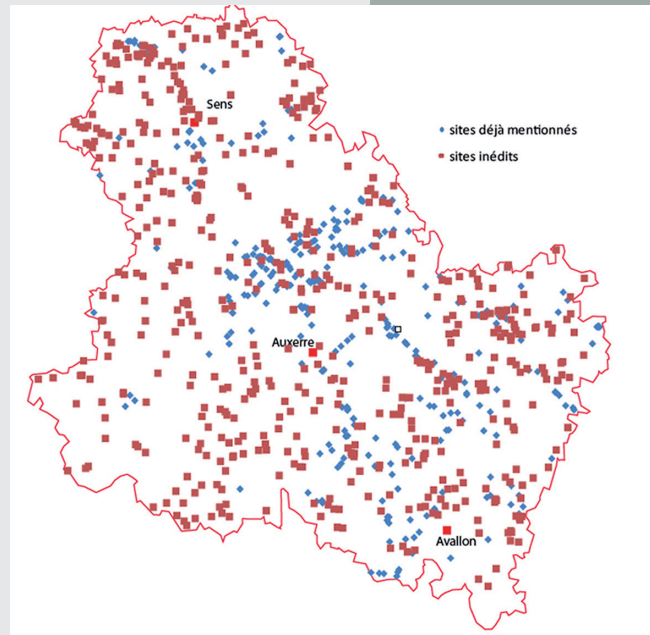 Sens
sites déjà mentionnés
sites inédits
Auxerre
Avallon